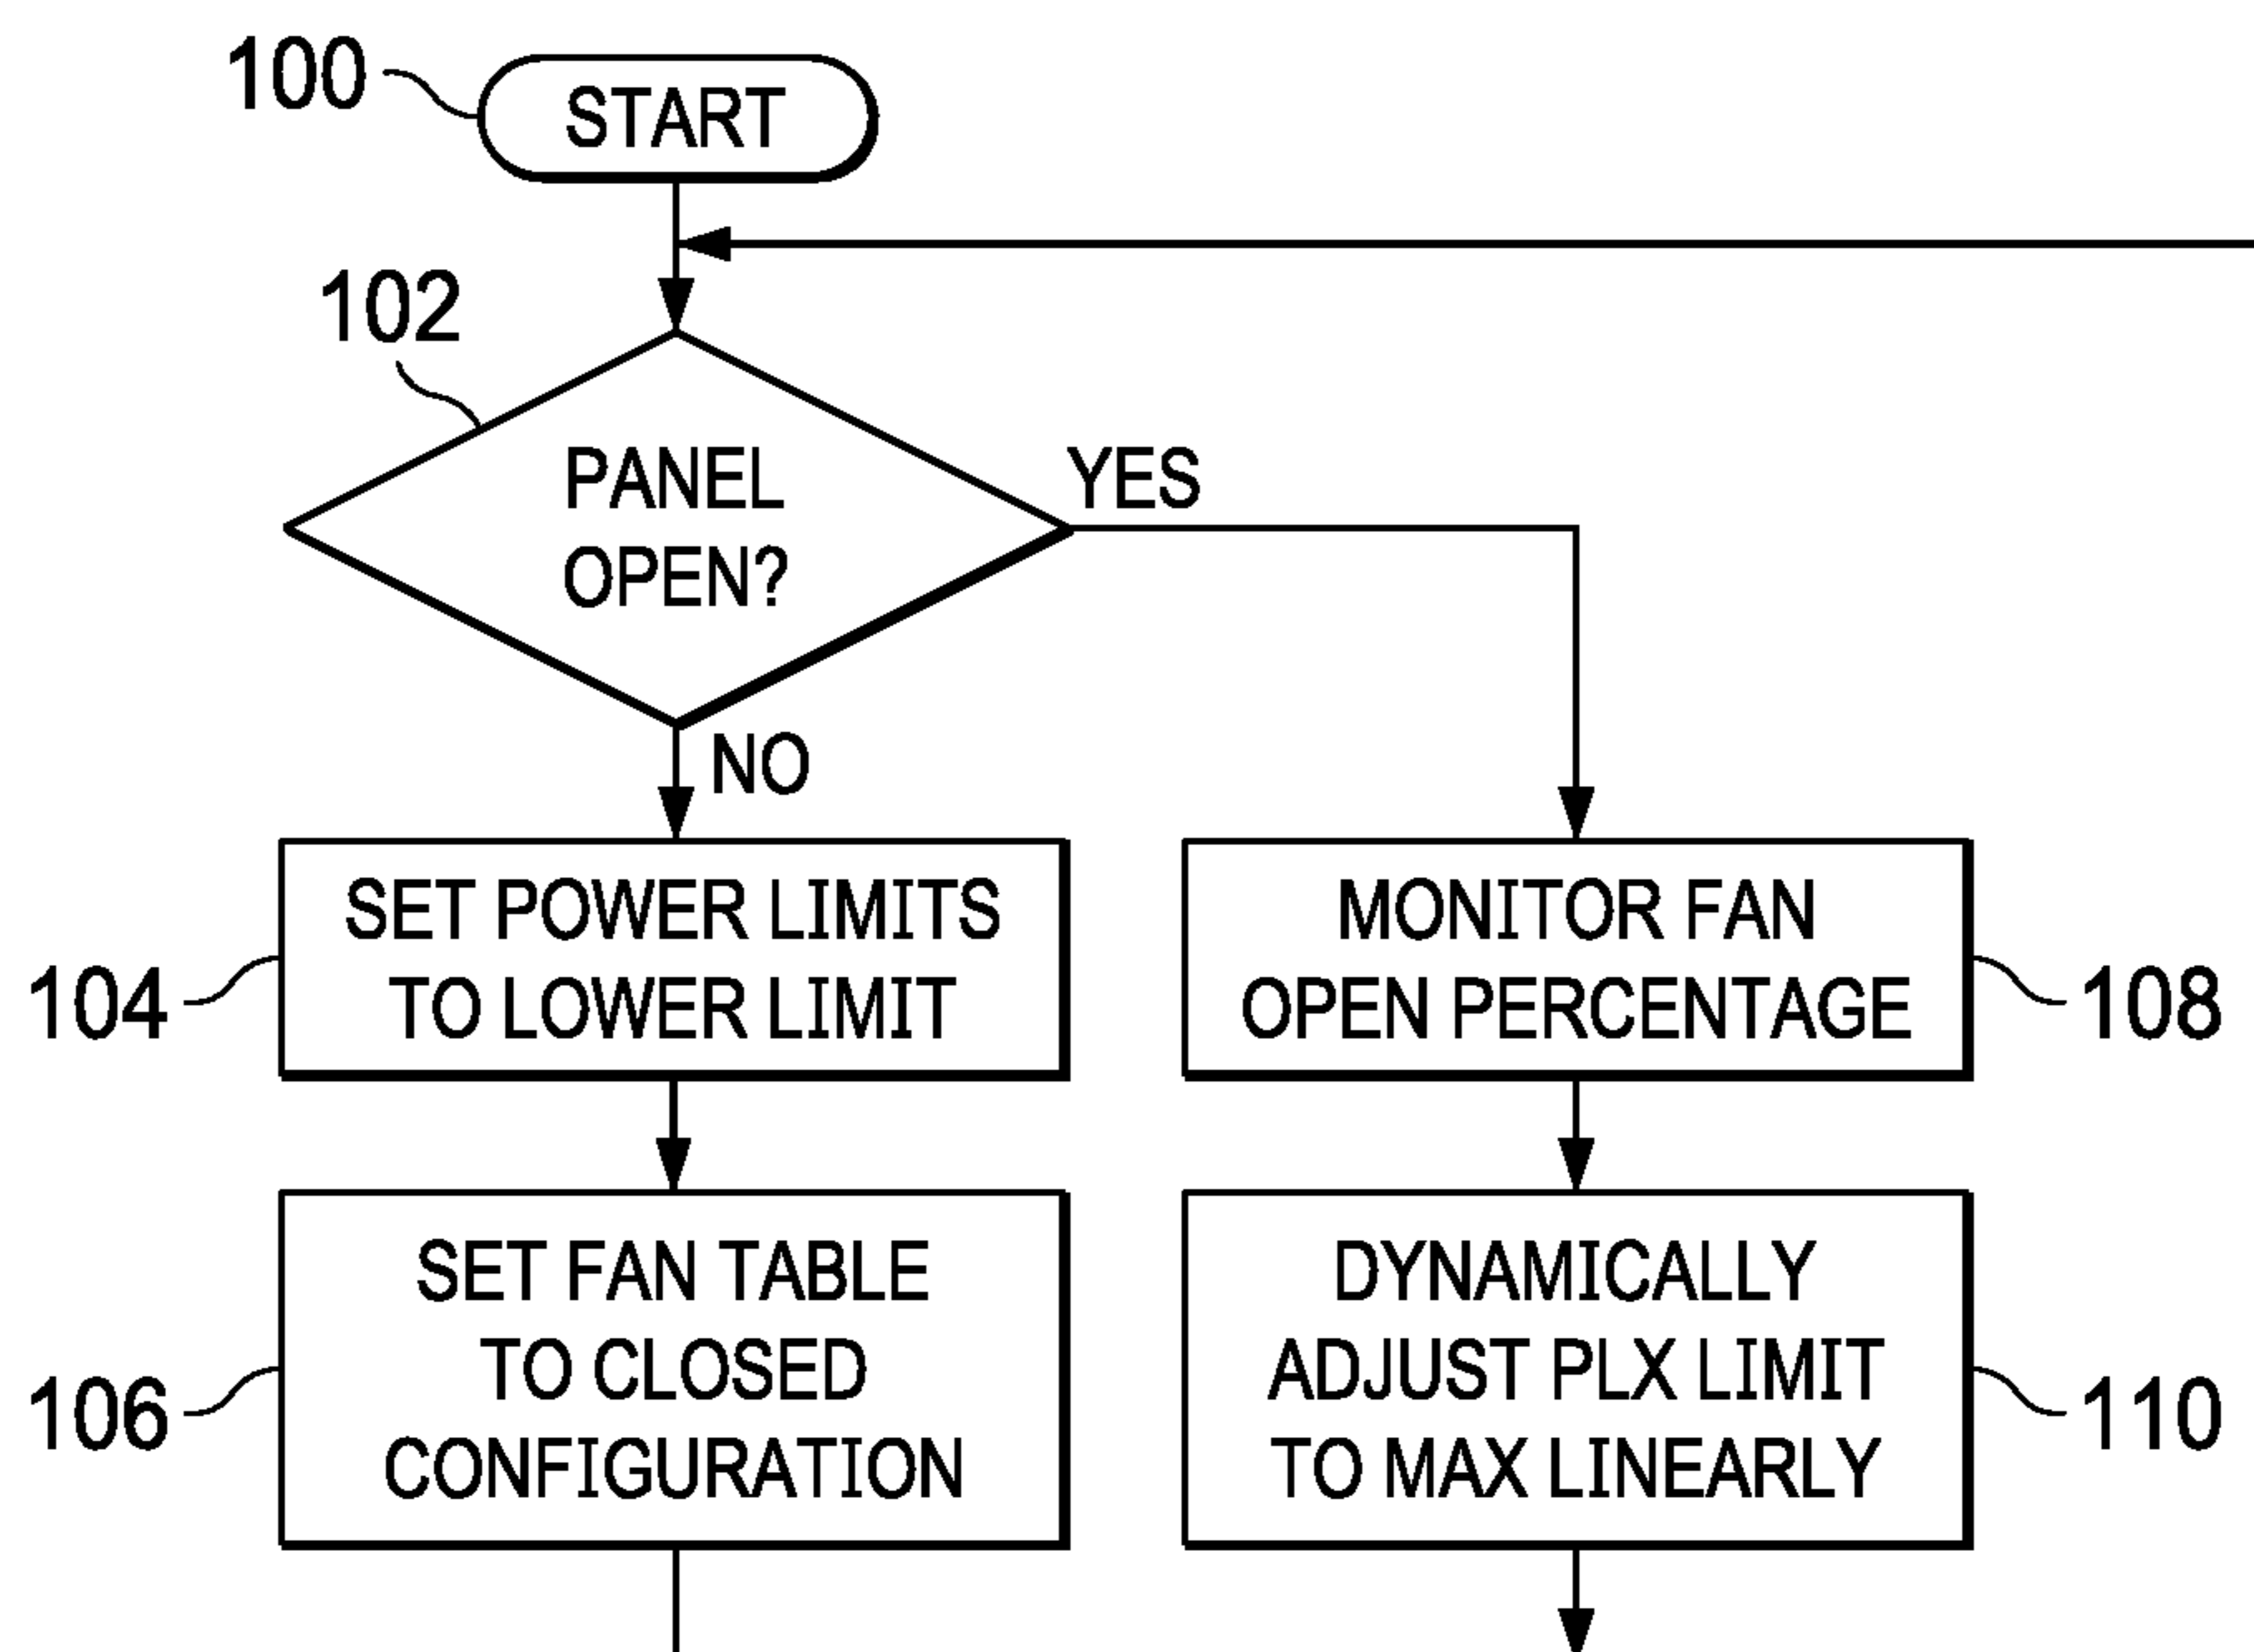 100
START
102
PANEL
OPEN?
YES
NO
104
SET POWER LIMITS
TO LOWER LIMIT
MONITOR FAN
OPEN PERCENTAGE
108
106
SET FAN TABLE
TO CLOSED
CONFIGURATION
DYNAMICALLY
ADJUST PLX LIMIT
TO MAX LINEARLY
110